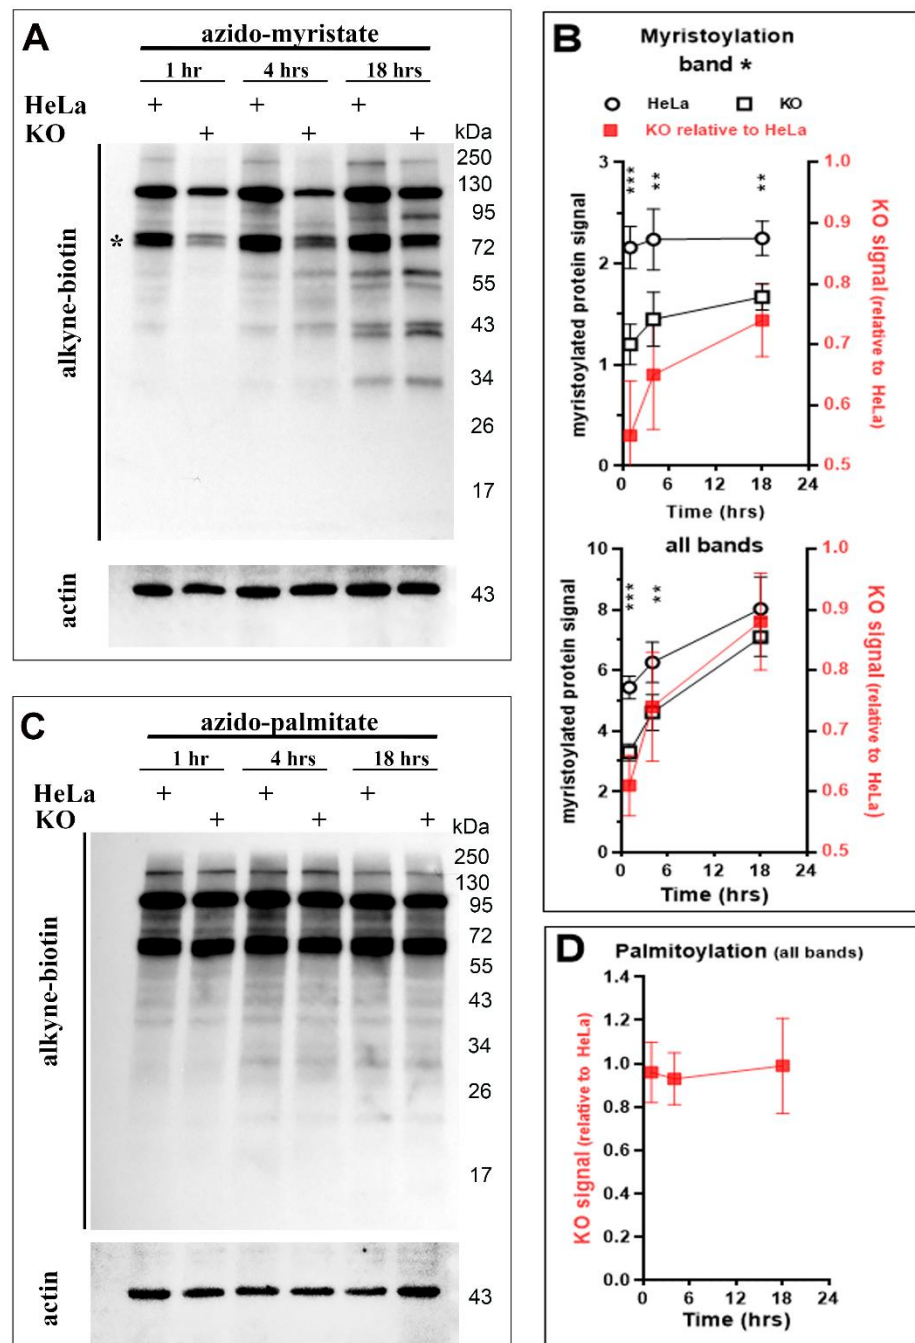 A
azido-myristate
1 hr 4 hrs 18 hrs
HeLa + + +
KO + + + kDa
250
130
95
* 72
55
43
34
26
17
alkyne-biotin
actin
43
B
Myristoylation
band *
HeLa KO
KO relative to HeLa
3 1.0
*** ** **
0.9
2 0.8
0.7
1
0.6
0 0.5
myristoylated protein signal
KO signal (relative to HeLa)
0 6 12 18 24
Time (hrs)
all bands
10 1.0
*** **
8 0.9
6 0.8
4 0.7
2 0.6
0 0.5
myristoylated protein signal
KO signal (relative to HeLa)
0 6 12 18 24
Time (hrs)
C
azido-palmitate
1 hr 4 hrs 18 hrs
HeLa + + +
KO + + + kDa
250
130
95
72
55
43
34
26
17
alkyne-biotin
actin
43
D
Palmitoylation (all bands)
1.4
1.2
1.0
0.8
0.6
0.4
0.2
0.0
KO signal (relative to HeLa)
0 6 12 18 24
Time (hrs)